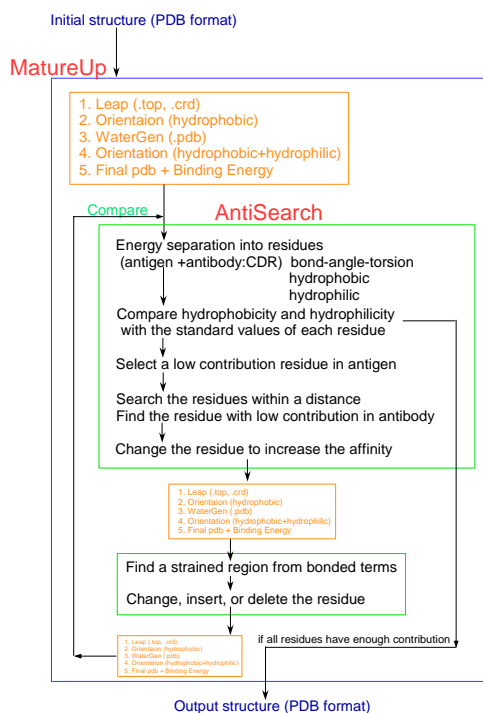 Initial structure (PDB format)
MatureUp
1. Leap (.top, .crd)
2. Orientaion (hydrophobic)
3. WaterGen (.pdb)
4. Orientation (hydrophobic+hydrophilic)
5. Final pdb + Binding Energy
Compare
AntiSearch
Energy separation into residues
(antigen +antibody:CDR) bond-angle-torsion
hydrophobic
hydrophilic
Compare hydrophobicity and hydrophilicity
with the standard values of each residue
Select a low contribution residue in antigen
Search the residues within a distance
Find the residue with low contribution in antibody
Change the residue to increase the affinity
1. Leap (.top, .crd)
2. Orientaion (hydrophobic)
3. WaterGen (.pdb)
4. Orientation (hydrophobic+hydrophilic)
5. Final pdb + Binding Energy
Find a strained region from bonded terms
Change, insert, or delete the residue
if all residues have enough contribution
1. Leap (.top, .crd)
2. Orientaion (hydrophobic)
3. WaterGen (.pdb)
4. Orientation (hydrophobic+hydrophilic)
5. Final pdb + Binding Energy
Output structure (PDB format)